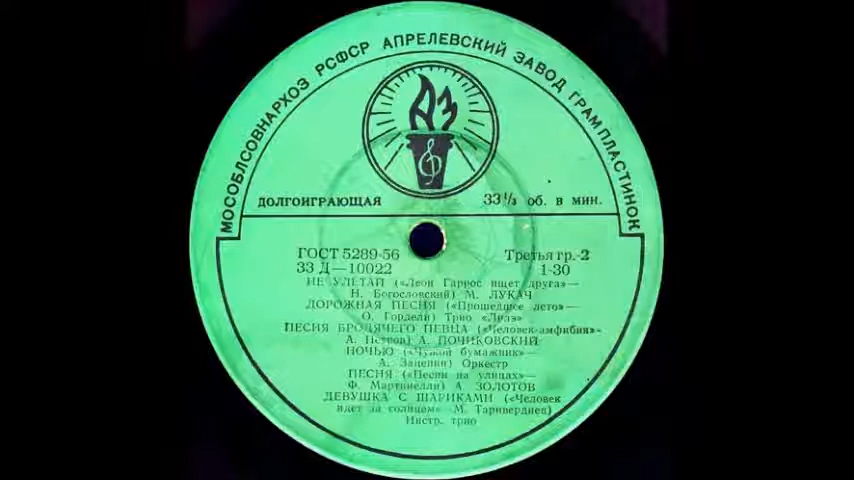 МОСОБЛСОВНАРХОЗ РСФСР АПРЕЛЕВСКИЙ ЗАВОД ГРАМПЛАСТИНОК
АЗ
ДОЛГОИГРАЮЩАЯ 33⅓ об. в мин.
ГОСТ 5289-56 Третья гр.-2
33 Д—10022 1-30
НЕ УЛЕТАЙ («Леон Гаррос ищет друга»—
Н. Богословский) М. ЛУКАЧ
ДОРОЖНАЯ ПЕСНЯ («Прошедшее лето»—
О. Гордели) Трио «Лилэ»
ПЕСНЯ БРОДЯЧЕГО ПЕВЦА («Человек-амфибия»-
А. Петров) А. ПОЧИКОВСКИЙ
НОЧЬЮ («Чужой бумажник»—
А. Зацепин) Оркестр
ПЕСНЯ («Песни на улицах»—
Ф. Мартинелли) А. ЗОЛОТОВ
ДЕВУШКА С ШАРИКАМИ («Человек
идет за солнцем» М. Таривердиев)
Инстр. трио